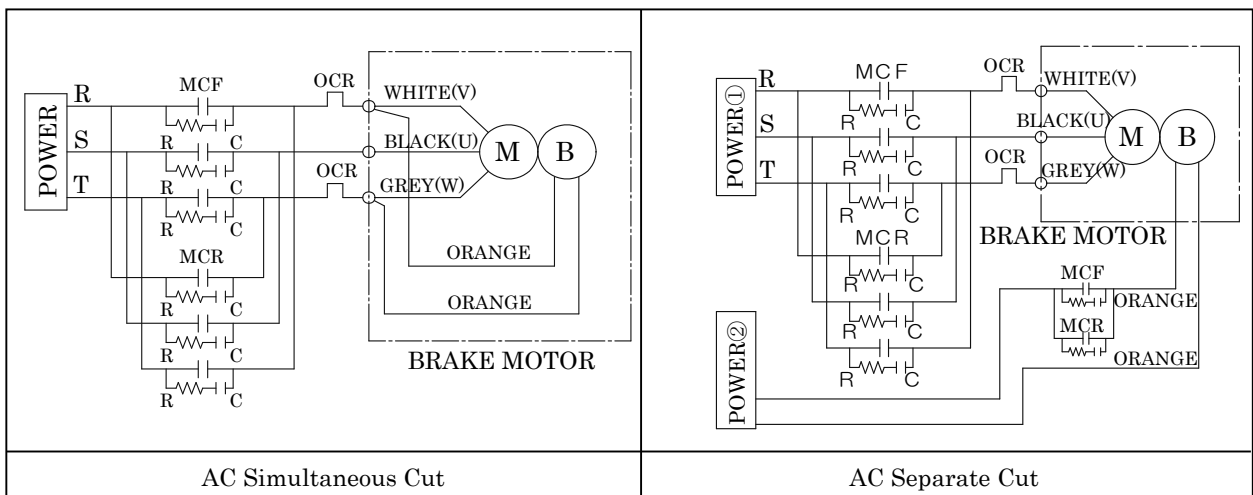 MCF
OCR
WHITE(V)
R
S
T
POWER
R C
BLACK(U)
M
B
R C
OCR
GREY(W)
R C
MCR
R C
R C
R C
ORANGE
ORANGE
BRAKE MOTOR
AC Simultaneous Cut
MCF
OCR
WHITE(V)
R
S
T
POWER①
R C
BLACK(U)
M
B
R C
OCR
GREY(W)
R C
MCR
R C
R C
R C
BRAKE MOTOR
MCF
ORANGE
MCR
ORANGE
POWER②
AC Separate Cut